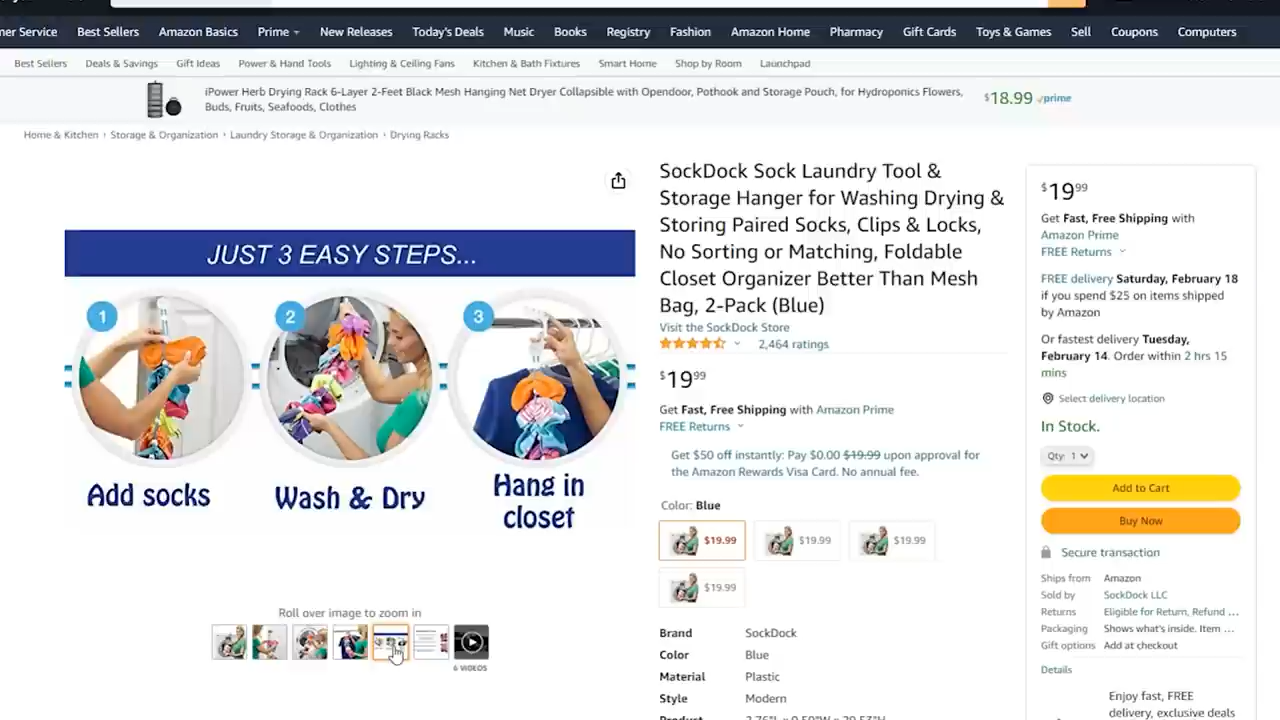 er Service Best Sellers Amazon Basics Prime New Releases Today's Deals Music Books Registry Fashion Amazon Home Pharmacy Gift Cards Toys & Games Sell Coupons Computers
Best Sellers Deals & Savings Gift Ideas Power & Hand Tools Lighting & Ceiling Fans Kitchen & Bath Fixtures Smart Home Shop by Room Launchpad
iPower Herb Drying Rack 6-Layer 2-Feet Black Mesh Hanging Net Dryer Collapsible with Opendoor, Pothook and Storage Pouch, for Hydroponics Flowers,
Buds, Fruits, Seafoods, Clothes
$18.99 prime
Home & Kitchen › Storage & Organization › Laundry Storage & Organization › Drying Racks
JUST 3 EASY STEPS...
1 2 3
Add socks
Wash & Dry
Hang in
closet
Roll over image to zoom in
6 VIDEOS
SockDock Sock Laundry Tool &
Storage Hanger for Washing Drying &
Storing Paired Socks, Clips & Locks,
No Sorting or Matching, Foldable
Closet Organizer Better Than Mesh
Bag, 2-Pack (Blue)
Visit the SockDock Store
2,464 ratings
$1999
Get Fast, Free Shipping with Amazon Prime
FREE Returns
Get $50 off instantly: Pay $0.00 $19.99 upon approval for
the Amazon Rewards Visa Card. No annual fee.
Color: Blue
$19.99 $19.99 $19.99
$19.99
Brand SockDock
Color Blue
Material Plastic
Style Modern
$1999
Get Fast, Free Shipping with
Amazon Prime
FREE Returns
FREE delivery Saturday, February 18
if you spend $25 on items shipped
by Amazon
Or fastest delivery Tuesday,
February 14. Order within 2 hrs 15
mins
Select delivery location
In Stock.
Qty: 1
Add to Cart
Buy Now
Secure transaction
Ships from Amazon
Sold by SockDock LLC
Returns Eligible for Return, Refund ...
Packaging Shows what's inside. Item ...
Gift options Add at checkout
Details
Enjoy fast, FREE
delivery, exclusive deals